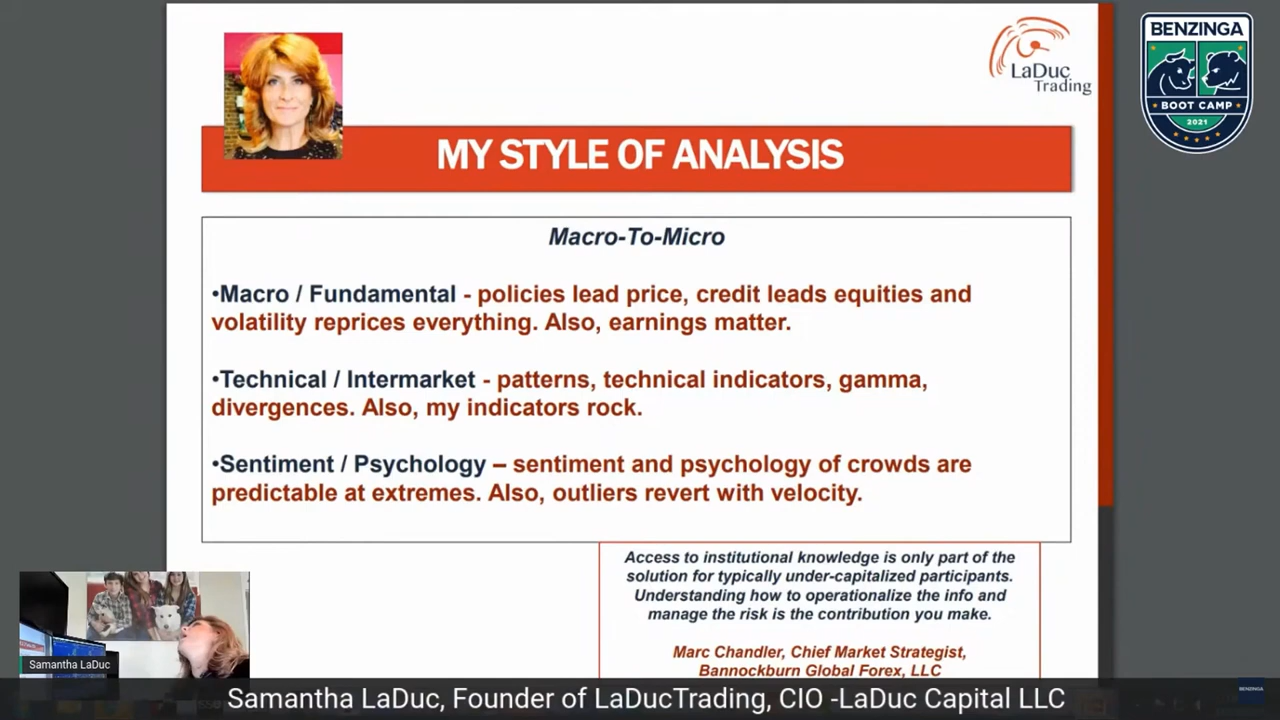 LaDuc
Trading
BENZINGA
BOOT CAMP
2021
MY STYLE OF ANALYSIS
Macro-To-Micro
•Macro / Fundamental - policies lead price, credit leads equities and
volatility reprices everything. Also, earnings matter.
•Technical / Intermarket - patterns, technical indicators, gamma,
divergences. Also, my indicators rock.
•Sentiment / Psychology – sentiment and psychology of crowds are
predictable at extremes. Also, outliers revert with velocity.
Access to institutional knowledge is only part of the
solution for typically under-capitalized participants.
Understanding how to operationalize the info and
manage the risk is the contribution you make.
Marc Chandler, Chief Market Strategist,
Bannockburn Global Forex, LLC
Samantha LaDuc
Samantha LaDuc, Founder of LaDucTrading, CIO -LaDuc Capital LLC
BENZINGA